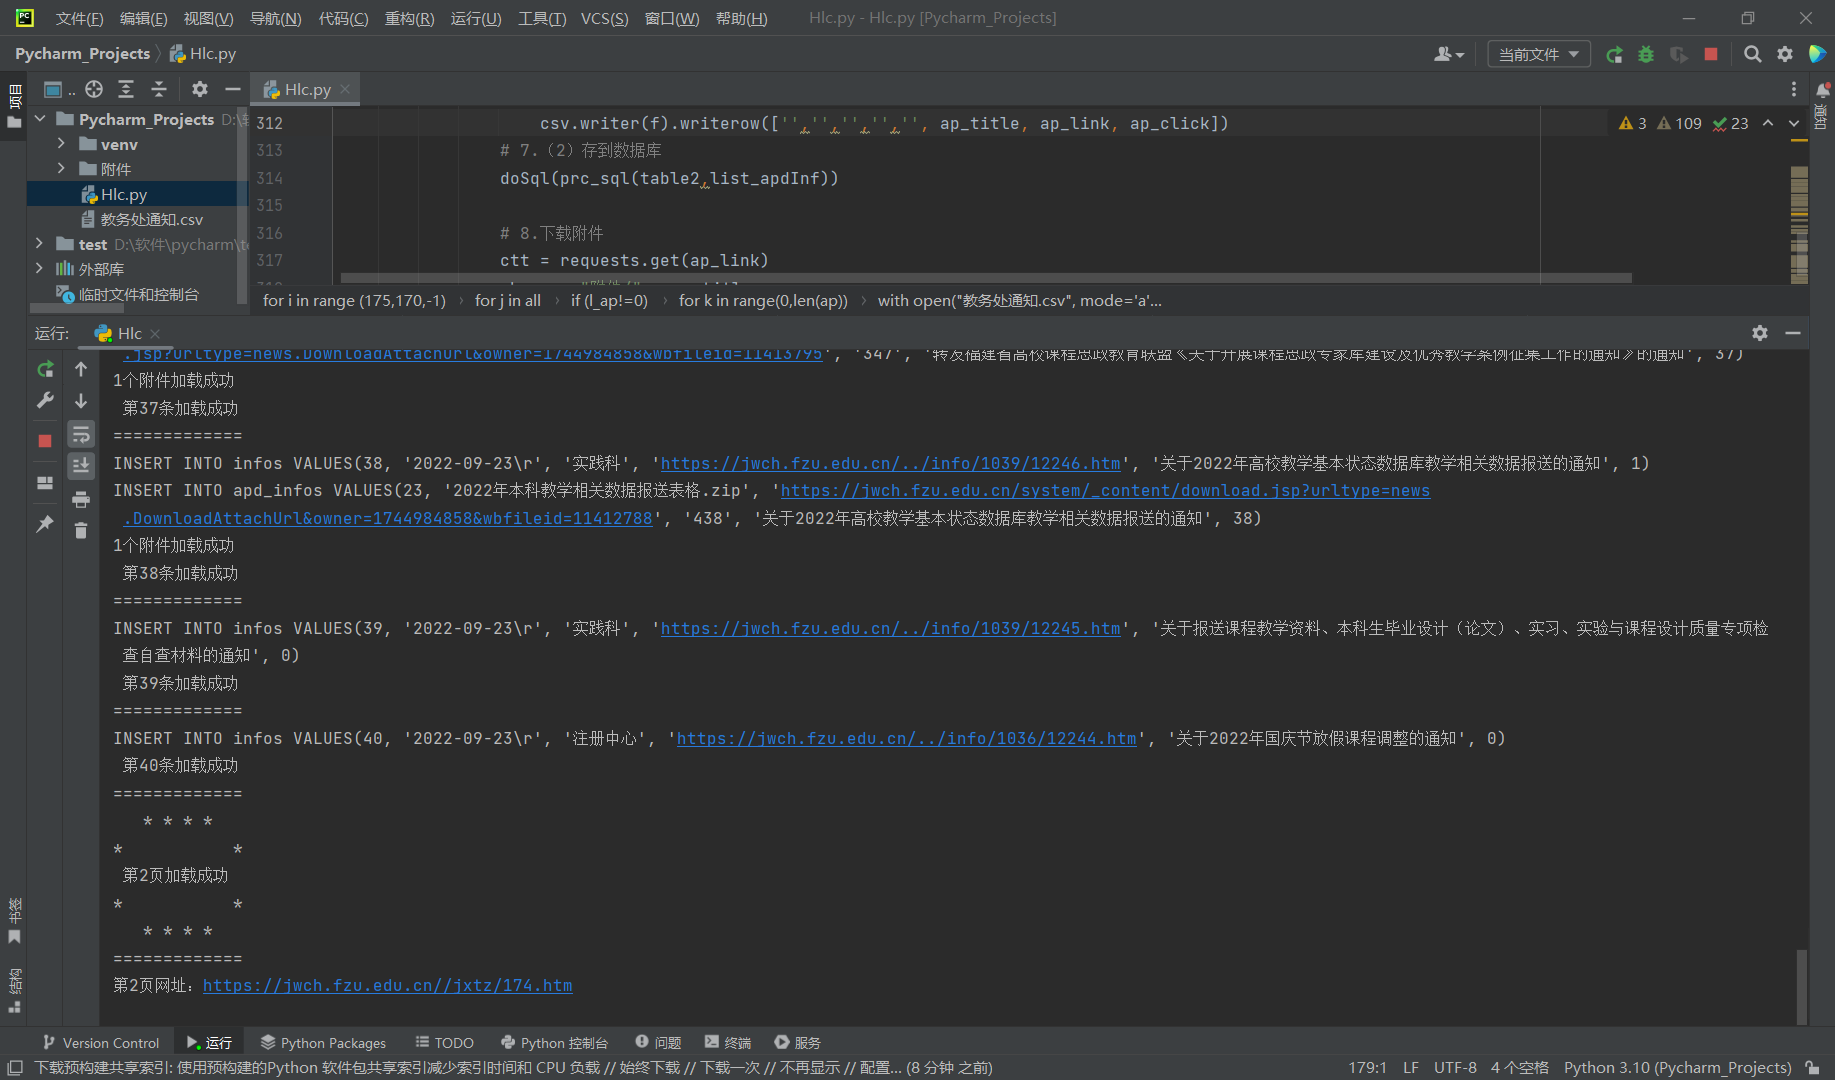 PC 文件(F) 编辑(E) 视图(V) 导航(N) 代码(C) 重构(R) 运行(U) 工具(T) VCS(S) 窗口(W) 帮助(H) Hlc.py - Hlc.py [Pycharm_Projects]
Pycharm_Projects Hlc.py 当前文件
项目 .. Hlc.py 通知
Pycharm_Projects D:\
venv
附件
Hlc.py
教务处通知.csv
test D:\软件\pycharm\te
外部库
临时文件和控制台
312 csv.writer(f).writerow(['','','','','', ap_title, ap_link, ap_click]) 3 109 23
313 # 7.（2）存到数据库
314 doSql(prc_sql(table2,list_apdInf))
315
316 # 8.下载附件
317 ctt = requests.get(ap_link)
for i in range (175,170,-1) for j in all if (l_ap!=0) for k in range(0,len(ap)) with open("教务处通知.csv", mode='a'...
运行: Hlc
.jsp?urltype=news.DownloadAttachUrl&owner=1744984858&wbfileid=11413795', '347', '转发福建省高校课程思政教育联盟《关于开展课程思政专家库建设及优秀教学案例征集工作的通知》的通知', 37)
1个附件加载成功
第37条加载成功
=============
INSERT INTO infos VALUES(38, '2022-09-23\r', '实践科', 'https://jwch.fzu.edu.cn/../info/1039/12246.htm', '关于2022年高校教学基本状态数据库教学相关数据报送的通知', 1)
INSERT INTO apd_infos VALUES(23, '2022年本科教学相关数据报送表格.zip', 'https://jwch.fzu.edu.cn/system/_content/download.jsp?urltype=news
.DownloadAttachUrl&owner=1744984858&wbfileid=11412788', '438', '关于2022年高校教学基本状态数据库教学相关数据报送的通知', 38)
1个附件加载成功
第38条加载成功
=============
INSERT INTO infos VALUES(39, '2022-09-23\r', '实践科', 'https://jwch.fzu.edu.cn/../info/1039/12245.htm', '关于报送课程教学资料、本科生毕业设计（论文）、实习、实验与课程设计质量专项检
查自查材料的通知', 0)
第39条加载成功
=============
INSERT INTO infos VALUES(40, '2022-09-23\r', '注册中心', 'https://jwch.fzu.edu.cn/../info/1036/12244.htm', '关于2022年国庆节放假课程调整的通知', 0)
第40条加载成功
=============
* * * *
* *
第2页加载成功
* *
* * * *
=============
第2页网址：https://jwch.fzu.edu.cn//jxtz/174.htm
书签
结构
Version Control 运行 Python Packages TODO Python 控制台 问题 终端 服务
下载预构建共享索引: 使用预构建的Python 软件包共享索引减少索引时间和 CPU 负载 // 始终下载 // 下载一次 // 不再显示 // 配置... (8 分钟 之前) 179:1 LF UTF-8 4 个空格 Python 3.10 (Pycharm_Projects)